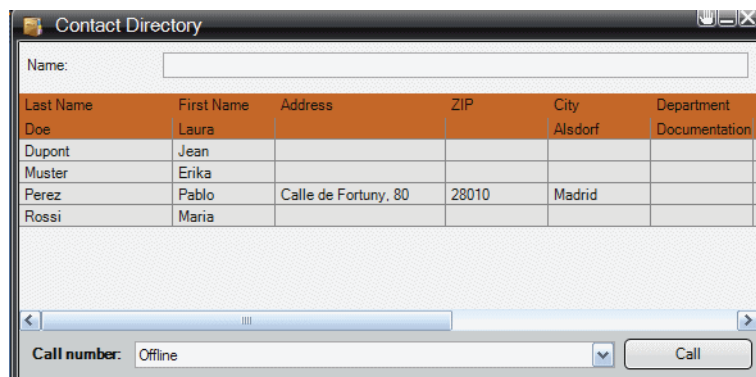 Contact Directory
Name:
Last Name First Name Address ZIP City Department
Doe Laura Alsdorf Documentation
Dupont Jean
Muster Erika
Perez Pablo Calle de Fortuny, 80 28010 Madrid
Rossi Maria
Call number: Offline Call